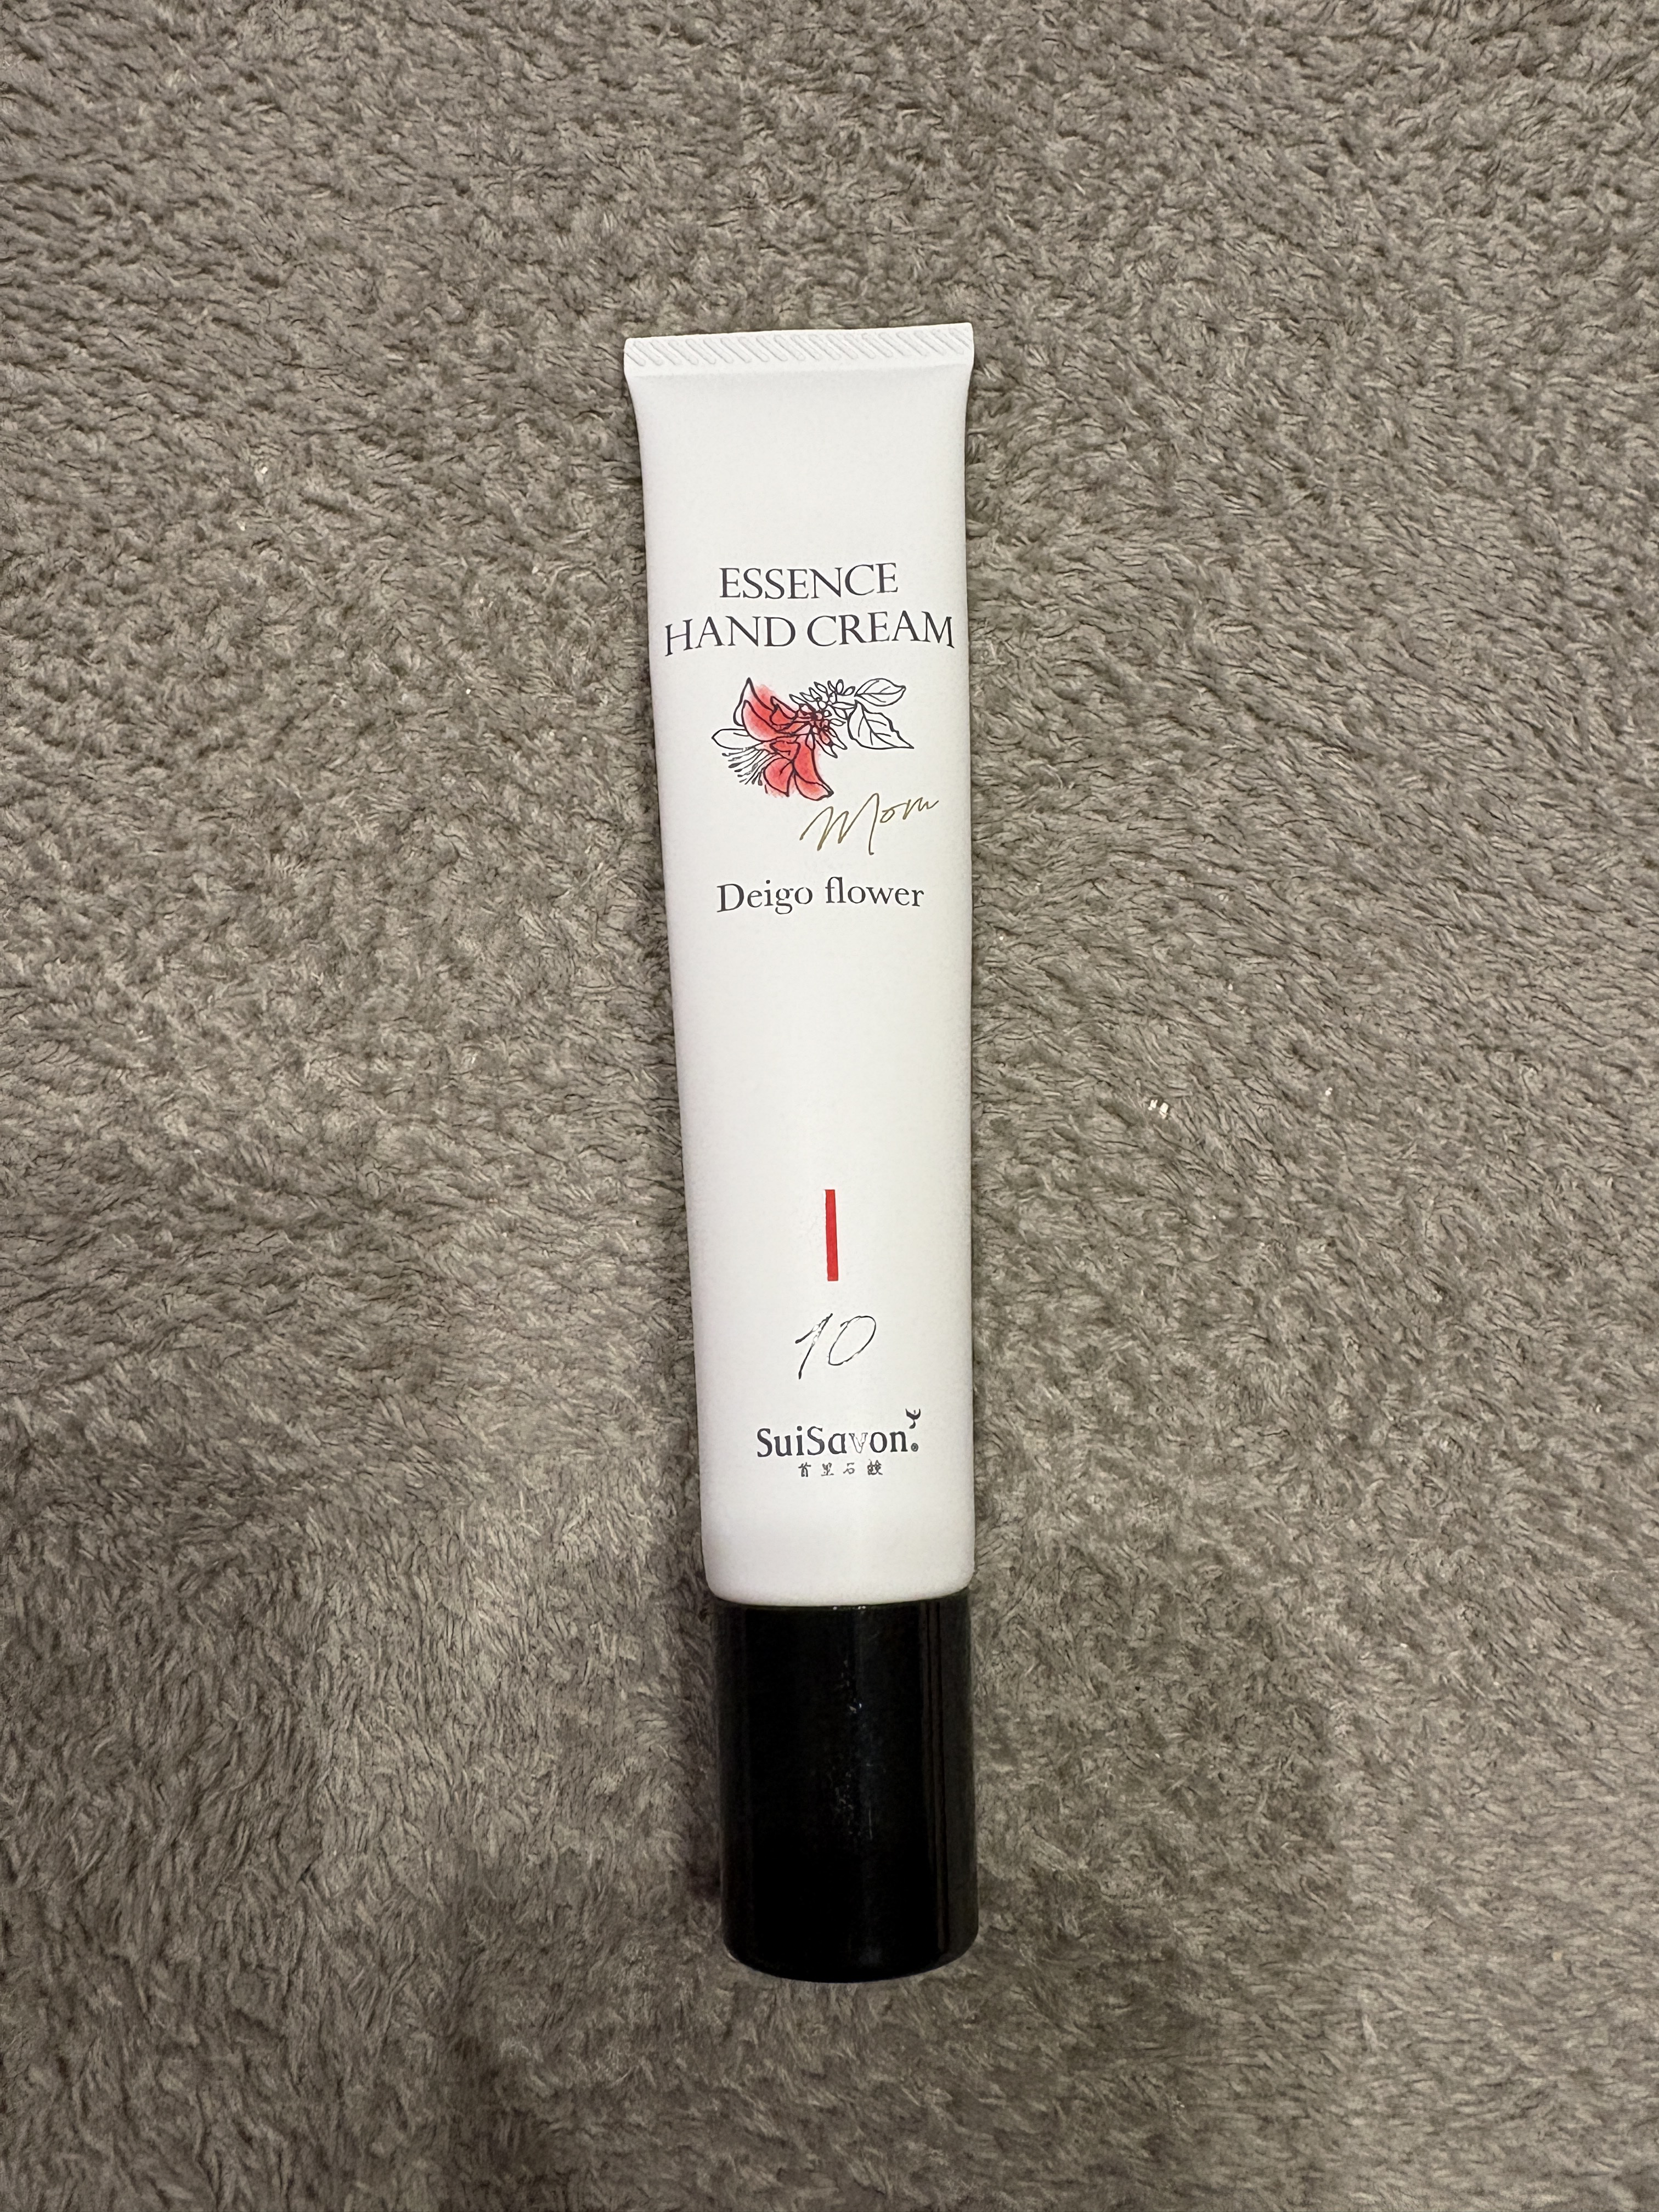 ESSENCE
HAND CREAM
Mom
Deigo flower
10
SuiSavon®
首里石鹸